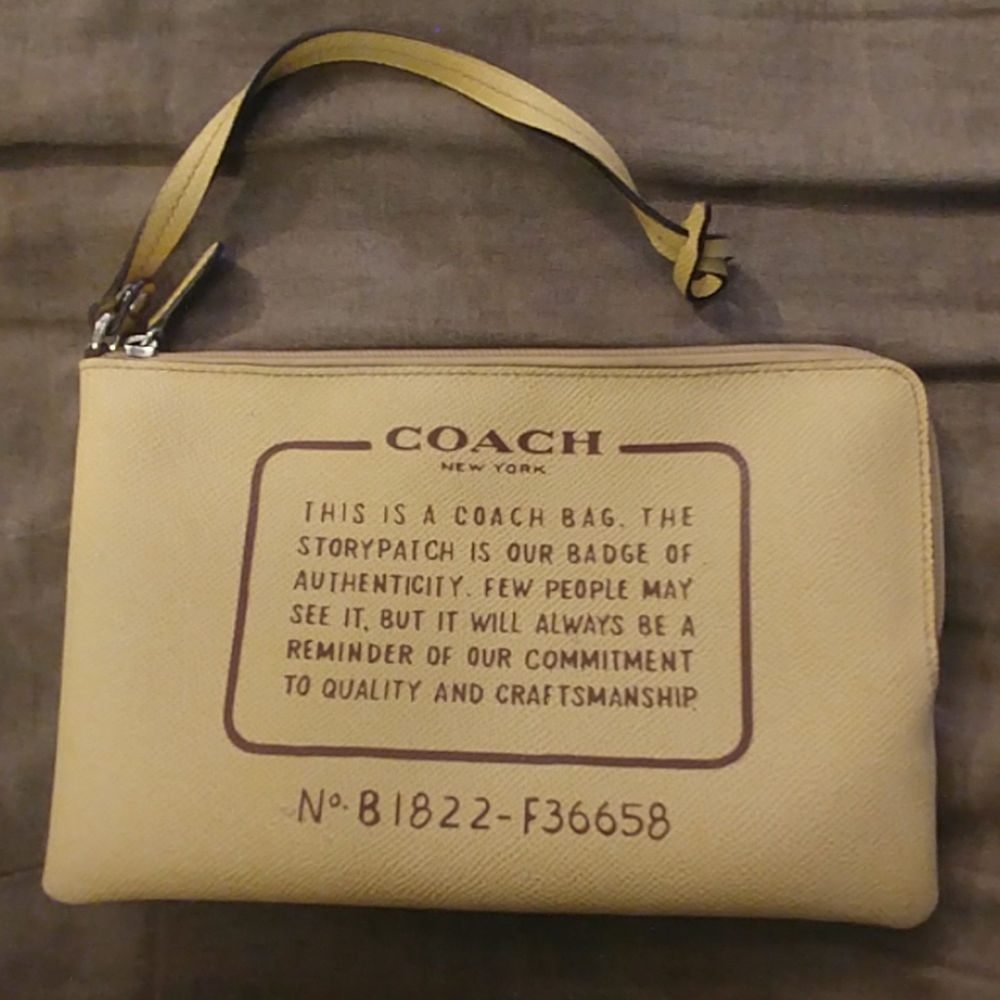 COACH
NEW YORK
THIS IS A COACH BAG. THE
STORYPATCH IS OUR BADGE OF
AUTHENTICITY. FEW PEOPLE MAY
SEE IT, BUT IT WILL ALWAYS BE A
REMINDER OF OUR COMMITMENT
TO QUALITY AND CRAFTSMANSHIP.
Nº. B1822-F36658